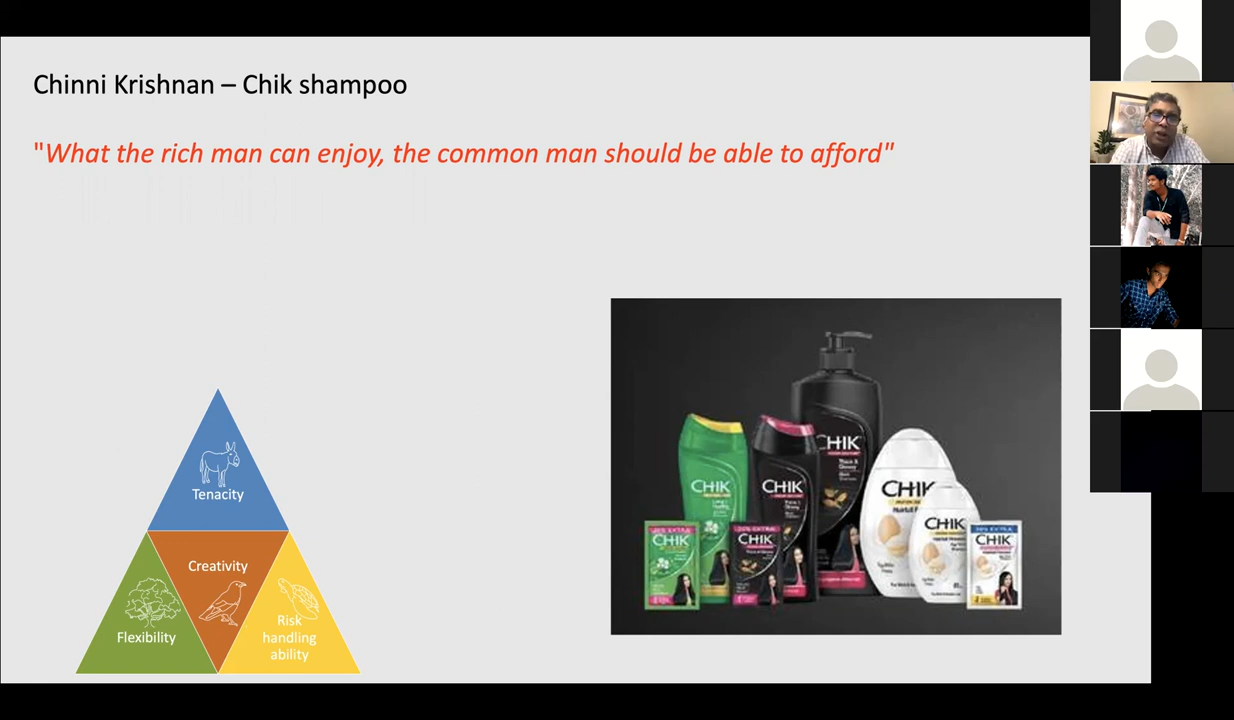 Chinni Krishnan – Chik shampoo
"What the rich man can enjoy, the common man should be able to afford"
Tenacity
Creativity
Flexibility
Risk
handling
ability
CHIK
CHIK
CHIK
CHIK
CHIK
CHIK
CHIK
CHIK